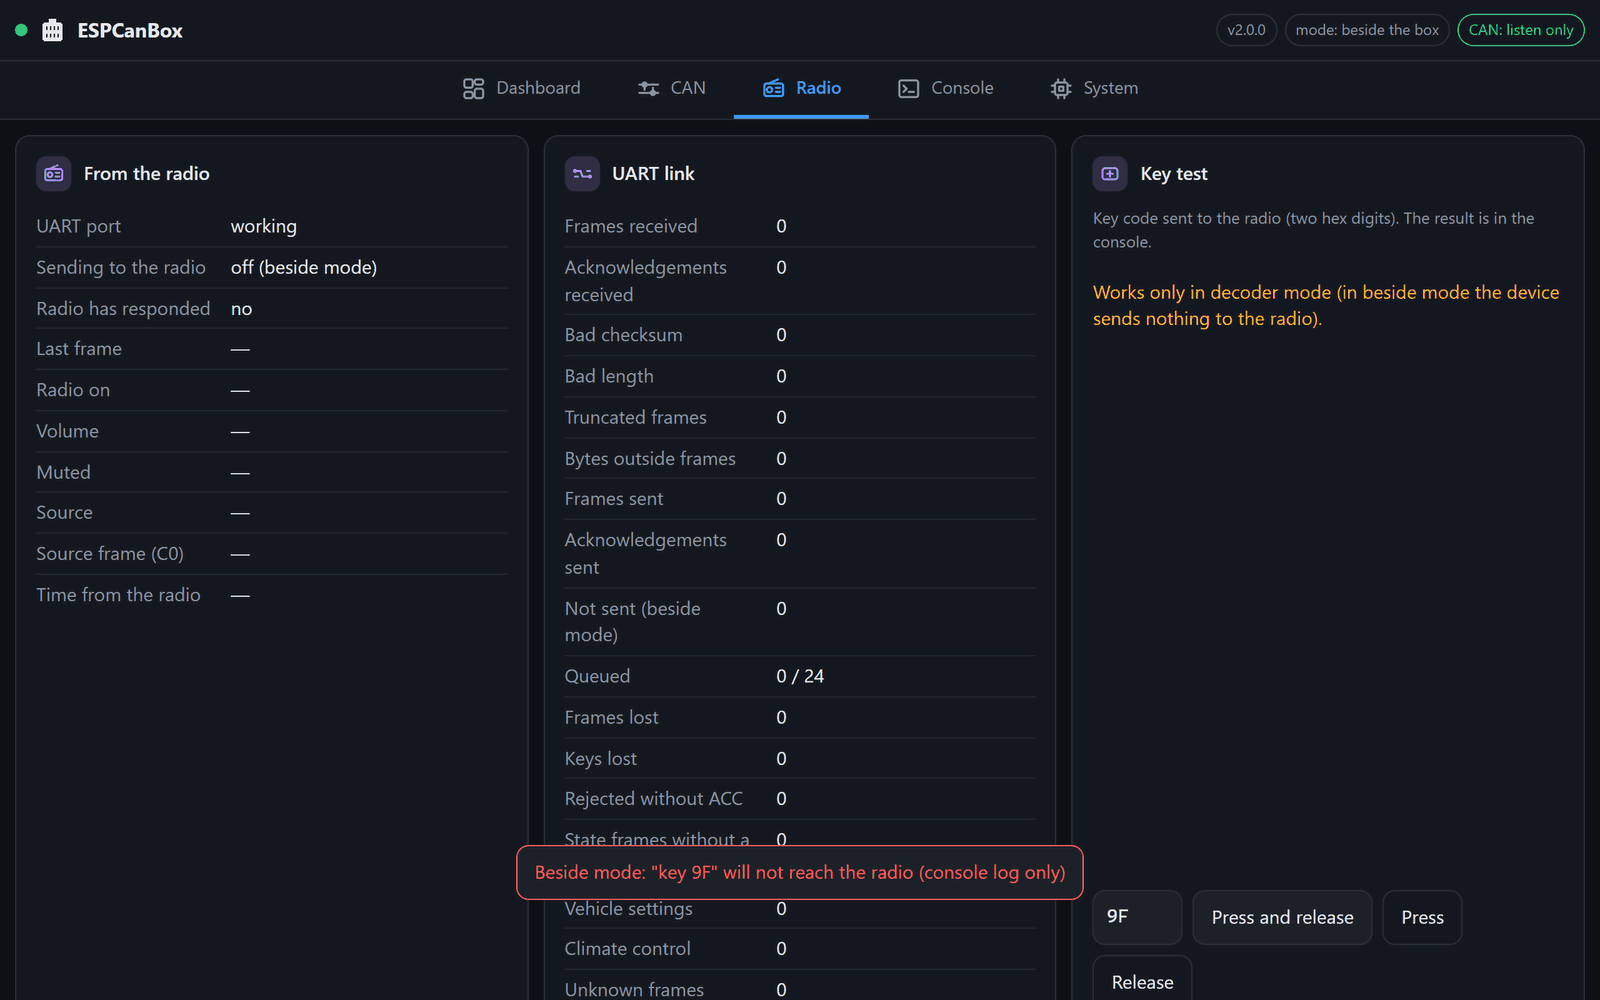 ESPCanBox
v2.0.0
mode: beside the box
CAN: listen only
Dashboard
CAN
Radio
Console
System
From the radio
UART port
working
Sending to the radio
off (beside mode)
Radio has responded
no
Last frame
—
Radio on
—
Volume
—
Muted
—
Source
—
Source frame (C0)
—
Time from the radio
—
UART link
Frames received
0
Acknowledgements
received
0
Bad checksum
0
Bad length
0
Truncated frames
0
Bytes outside frames
0
Frames sent
0
Acknowledgements
sent
0
Not sent (beside
mode)
0
Queued
0 / 24
Frames lost
0
Keys lost
0
Rejected without ACC
0
State frames without a
0
Beside mode: "key 9F" will not reach the radio (console log only)
Vehicle settings
0
Climate control
0
Unknown frames
0
Key test
Key code sent to the radio (two hex digits). The result is in the
console.
Works only in decoder mode (in beside mode the device
sends nothing to the radio).
9F
Press and release
Press
Release